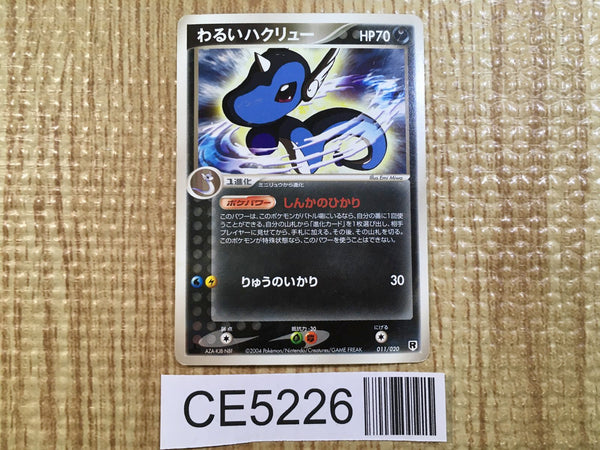 わるいハクリュー HP70
Illus.Emi Miwa
1進化 ミニリュウから進化
ポケパワー しんかのひかり
このパワーは、このポケモンがバトル場にいるなら、自分の番に1回使
うことができる。自分の山札から「進化カード」を1枚選び出し、相手
プレイヤーに見せてから、手札に加える。その後、その山札を切る。
このポケモンが特殊状態なら、このパワーを使うことはできない。
りゅうのいかり 30
弱点 抵抗力 -30 にげる
AZA-KJB NBF ©2004 Pokémon/Nintendo/Creatures/GAME FREAK 011/020 R
CE5226